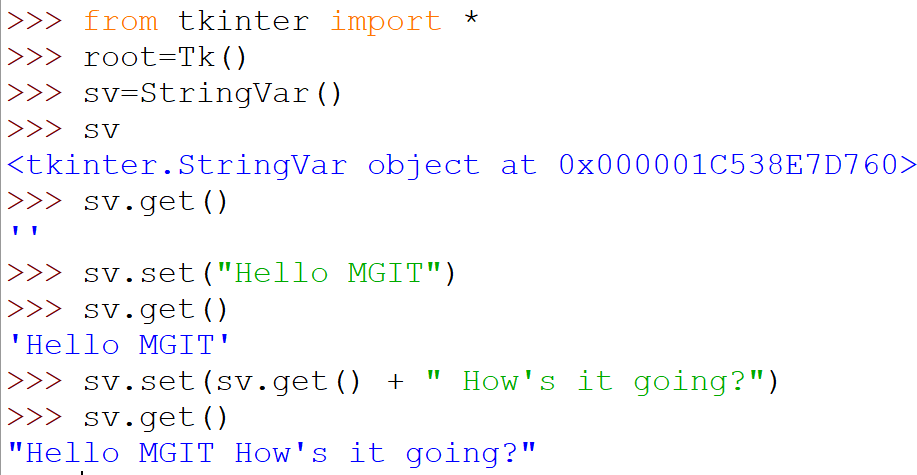 >>> from tkinter import *
>>> root=Tk()
>>> sv=StringVar()
>>> sv
<tkinter.StringVar object at 0x000001C538E7D760>
>>> sv.get()
''
>>> sv.set("Hello MGIT")
>>> sv.get()
'Hello MGIT'
>>> sv.set(sv.get() + " How's it going?")
>>> sv.get()
"Hello MGIT How's it going?"